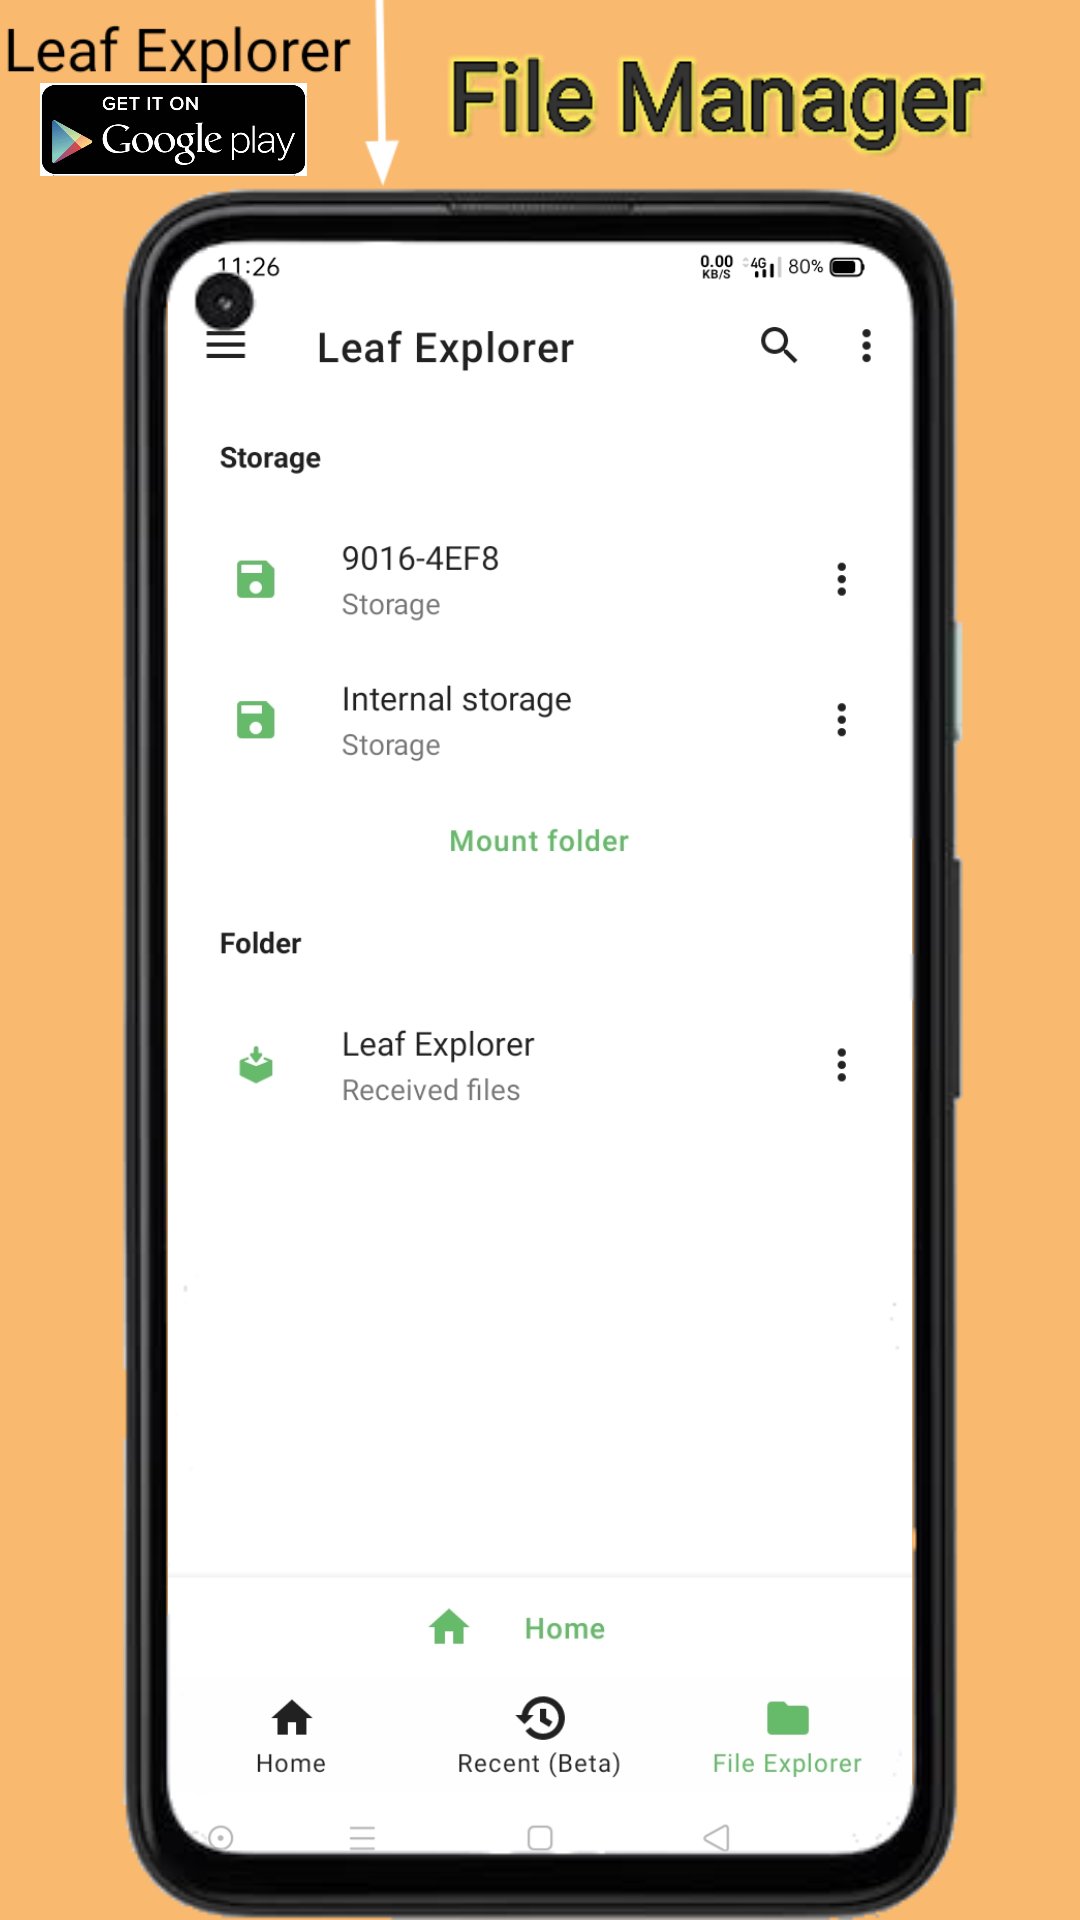 Leaf Explorer
GET IT ON
Google play
File Manager
11:26
0.00
KB/S
4G
80%
Leaf Explorer
Storage
9016-4EF8
Storage
Internal storage
Storage
Mount folder
Folder
Leaf Explorer
Received files
Home
Home
Recent (Beta)
File Explorer